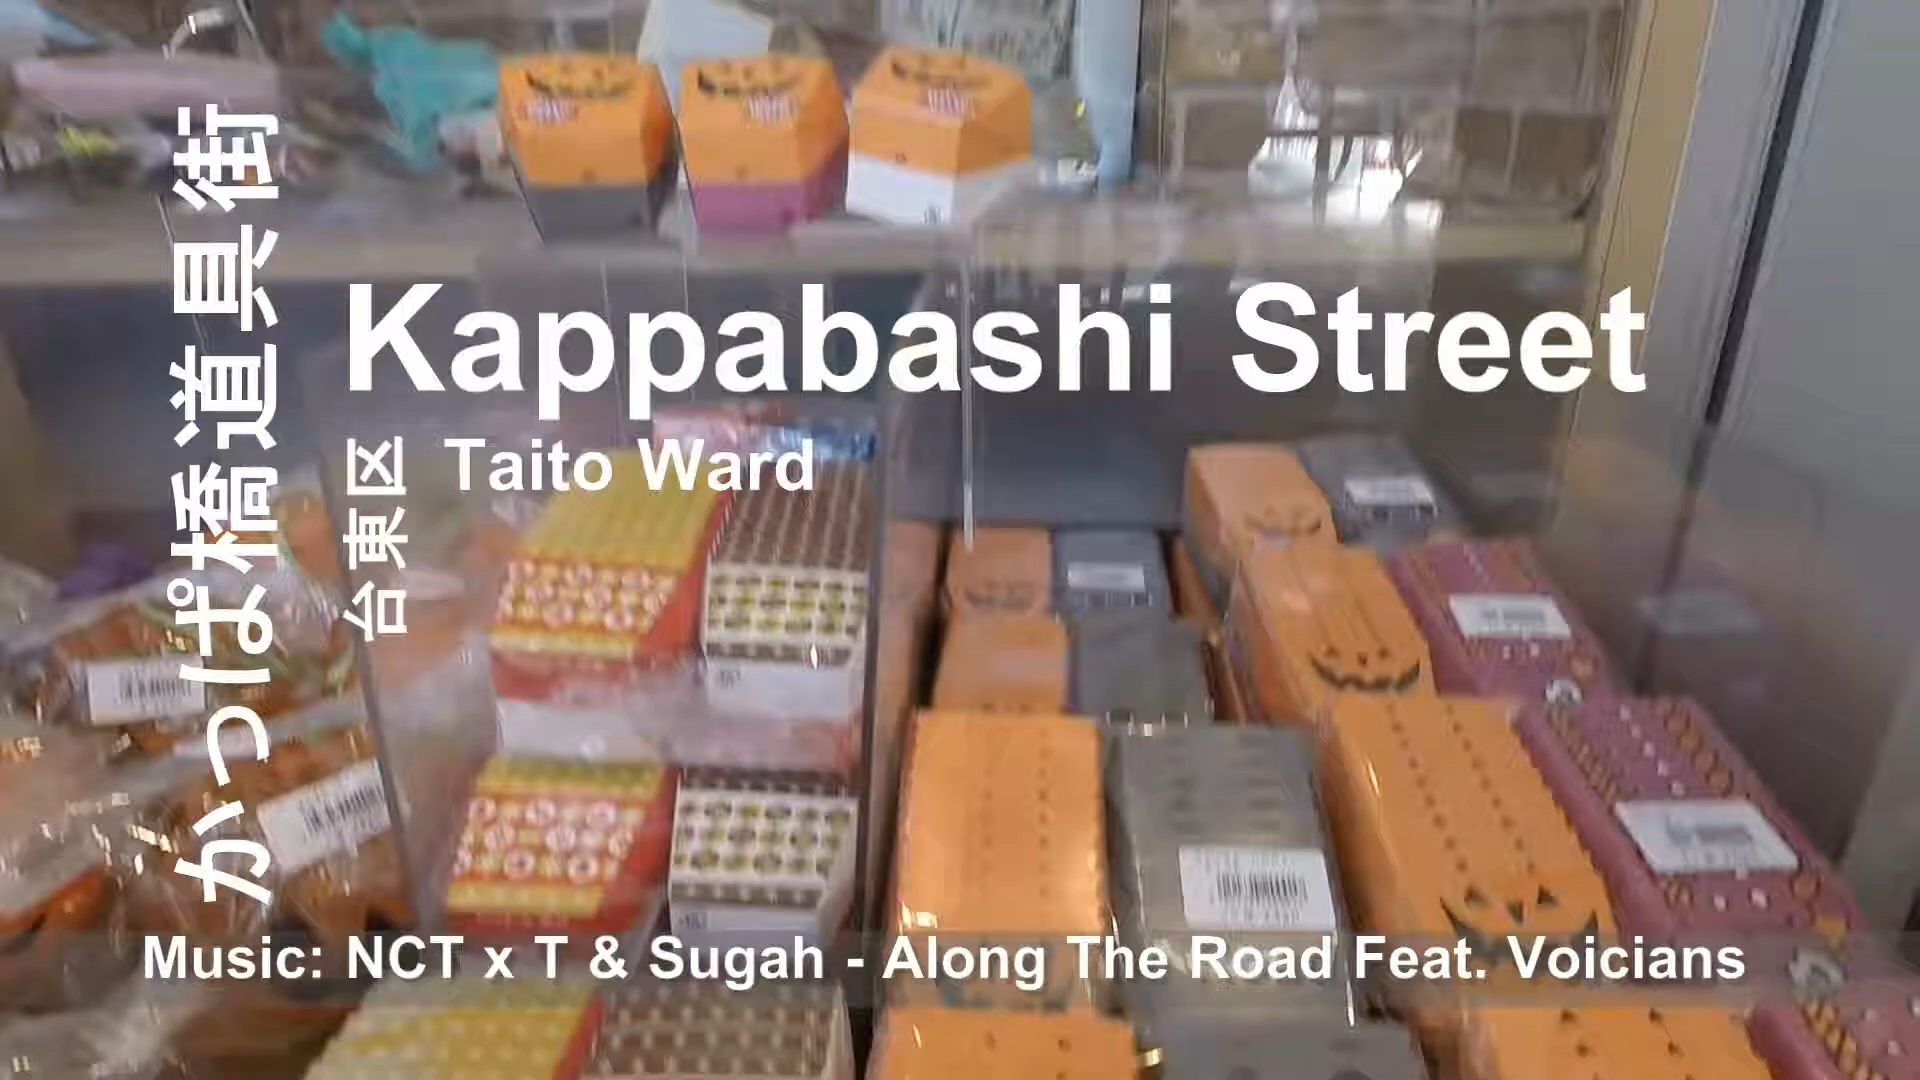 かっぱ橋道具街
Kappabashi Street
台東区
Taito Ward
Music: NCT x T & Sugah - Along The Road Feat. Voicians